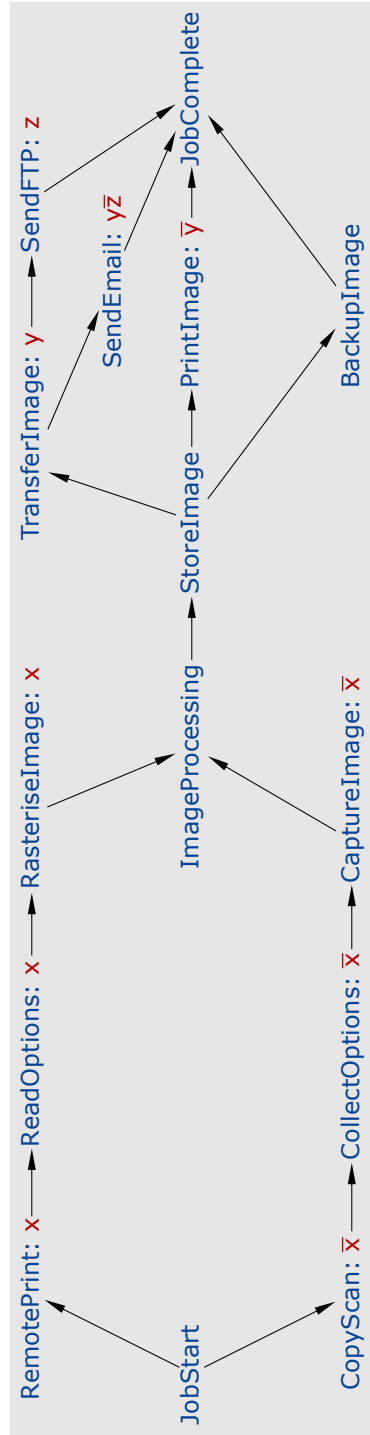 RemotePrint: x
ReadOptions: x
RasteriseImage: x
TransferImage: y
SendFTP: z
SendEmail: yz̅
JobStart
ImageProcessing
StoreImage
PrintImage: y̅
JobComplete
CopyScan: x̅
CollectOptions: x̅
CaptureImage: x̅
BackupImage